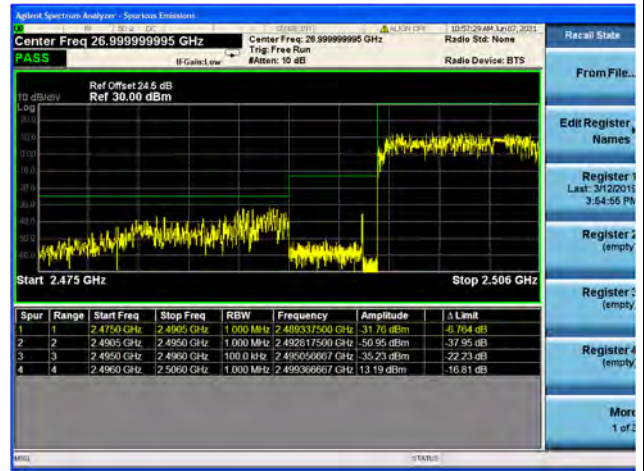 Agilent Spectrum Analyzer - Spurious Emissions
Center Freq 26.999999995 GHz
Center Freq: 26.999999995 GHz
ALIGN OFF
10:57:29 AM Jun 07, 2021
Radio Std: None
Recall State
PASS
IFGain:Low
Trig: Free Run
#Atten: 10 dB
Radio Device: BTS
From File...
Ref Offset 24.5 dB
10 dB/div
Ref 30.00 dBm
Log
Edit Register
Names
Register 1
Last: 3/12/2019
3:54:55 PM
Register 2
(empty)
Start 2.475 GHz
Stop 2.506 GHz
Register 3
(empty)
Spur Range Start Freq Stop Freq RBW Frequency Amplitude Δ Limit
1 1 2.4750 GHz 2.4905 GHz 1.000 MHz 2.489337500 GHz -31.76 dBm -6.764 dB
2 2 2.4905 GHz 2.4950 GHz 1.000 MHz 2.492817500 GHz -50.95 dBm -37.95 dB
3 3 2.4950 GHz 2.4960 GHz 100.0 kHz 2.495056667 GHz -35.23 dBm -22.23 dB
4 4 2.4960 GHz 2.5060 GHz 1.000 MHz 2.499366667 GHz 13.19 dBm -16.81 dB
Register 4
(empty)
More
1 of
MSG
STATUS